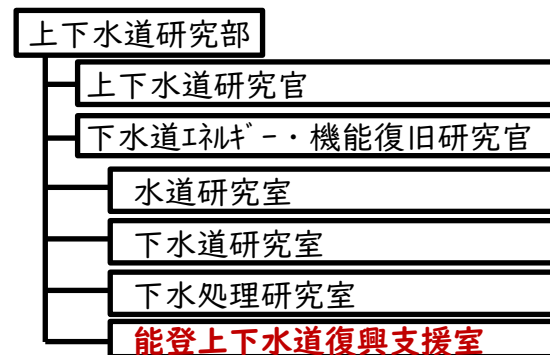 上下水道研究部
上下水道研究官
下水道ｴﾈﾙｷﾞｰ・機能復旧研究官
水道研究室
下水道研究室
下水処理研究室
能登上下水道復興支援室